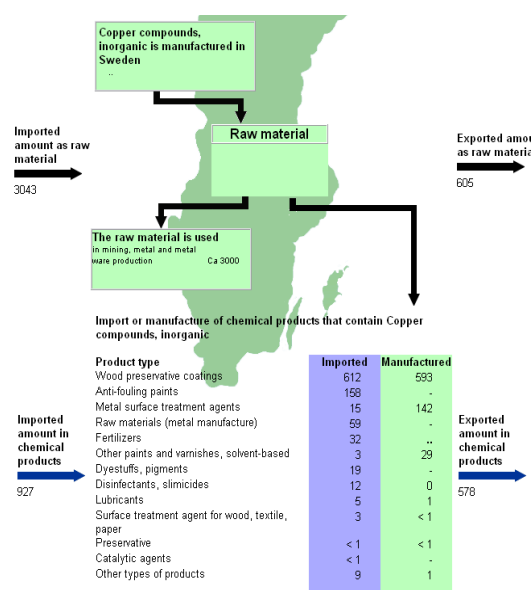 Copper compounds,
inorganic is manufactured in
Sweden
..
Imported
amount as raw
material
3043
Raw material
Exported amou
as raw materia
605
The raw material is used
in mining, metal and metal
ware production Ca 3000
Import or manufacture of chemical products that contain Copper
compounds, inorganic
Product type Imported Manufactured
Wood preservative coatings 612 593
Anti-fouling paints 158 -
Metal surface treatment agents 15 142
Raw materials (metal manufacture) 59 -
Fertilizers 32 ..
Other paints and varnishes, solvent-based 3 29
Dyestuffs, pigments 19 -
Disinfectants, slimicides 12 0
Lubricants 5 1
Surface treatment agent for wood, textile,
paper 3 < 1
Preservative < 1 < 1
Catalytic agents < 1 -
Other types of products 9 1
Imported
amount in
chemical
products
927
Exported
amount in
chemical
products
578